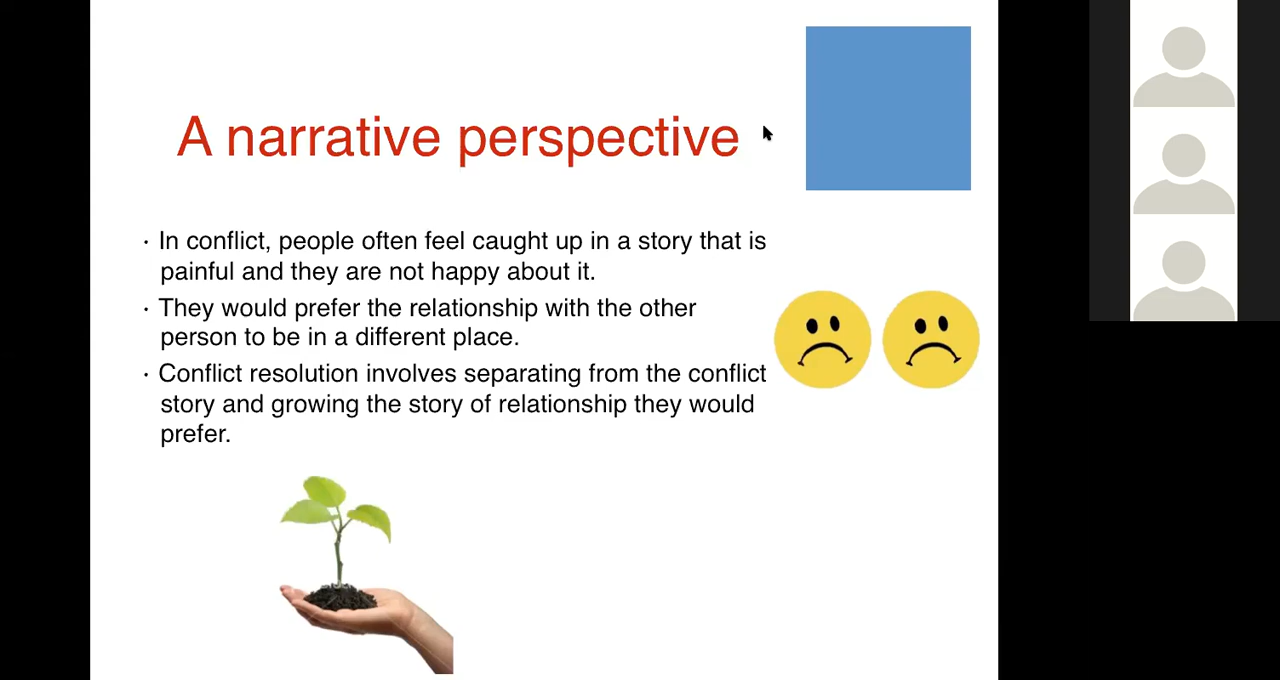 A narrative perspective
· In conflict, people often feel caught up in a story that is
painful and they are not happy about it.
· They would prefer the relationship with the other
person to be in a different place.
· Conflict resolution involves separating from the conflict
story and growing the story of relationship they would
prefer.